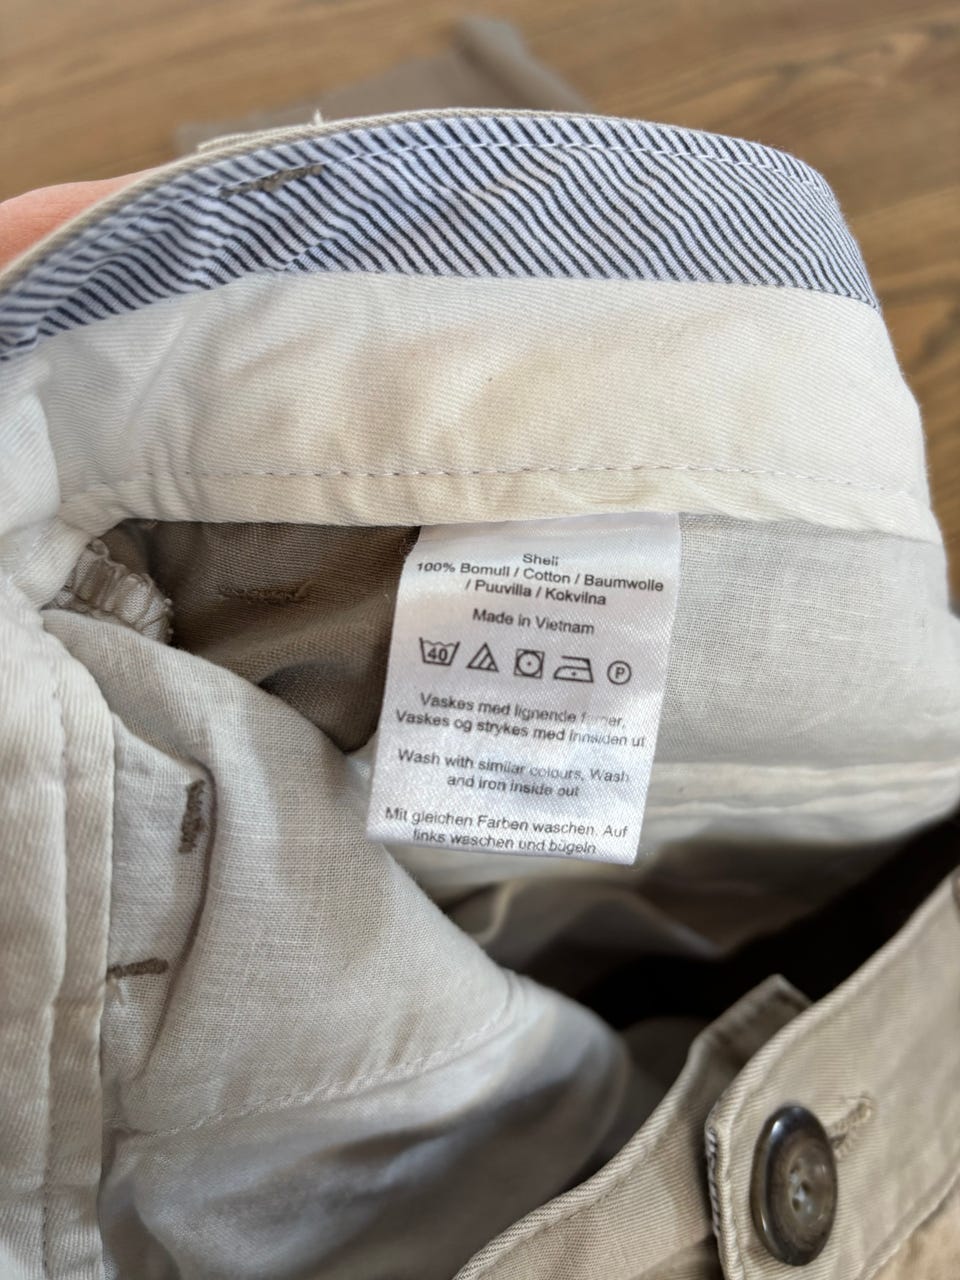 Shell
100% Bomull / Cotton / Baumwolle
/ Puuvilla / Kokvilna
Made in Vietnam
40 P
Vaskes med lignende farger,
Vaskes og strykes med innsiden ut
Wash with similar colours, Wash
and iron inside out
Mit gleichen Farben waschen. Auf
links waschen und bügeln